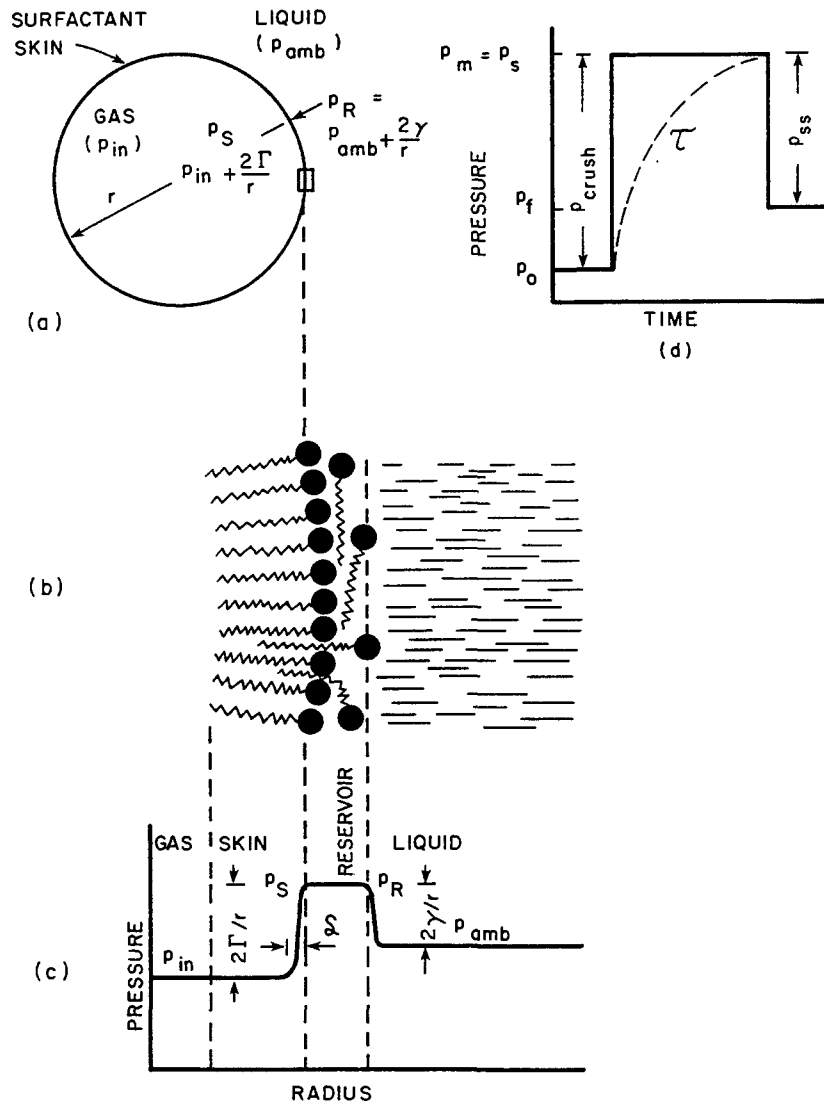 SURFACTANT
SKIN
LIQUID
(p_amb)
GAS
(p_in)
p_S
p_R =
p_amb + 2γ/r
p_in + 2Γ/r
r
(a)
p_m = p_s
PRESSURE
p_f
p_o
p_crush
τ
p_ss
TIME
(d)
(b)
RESERVOIR
GAS
SKIN
LIQUID
p_S
p_R
2Γ/r
2γ/r
p_in
p_amb
(c)
PRESSURE
RADIUS